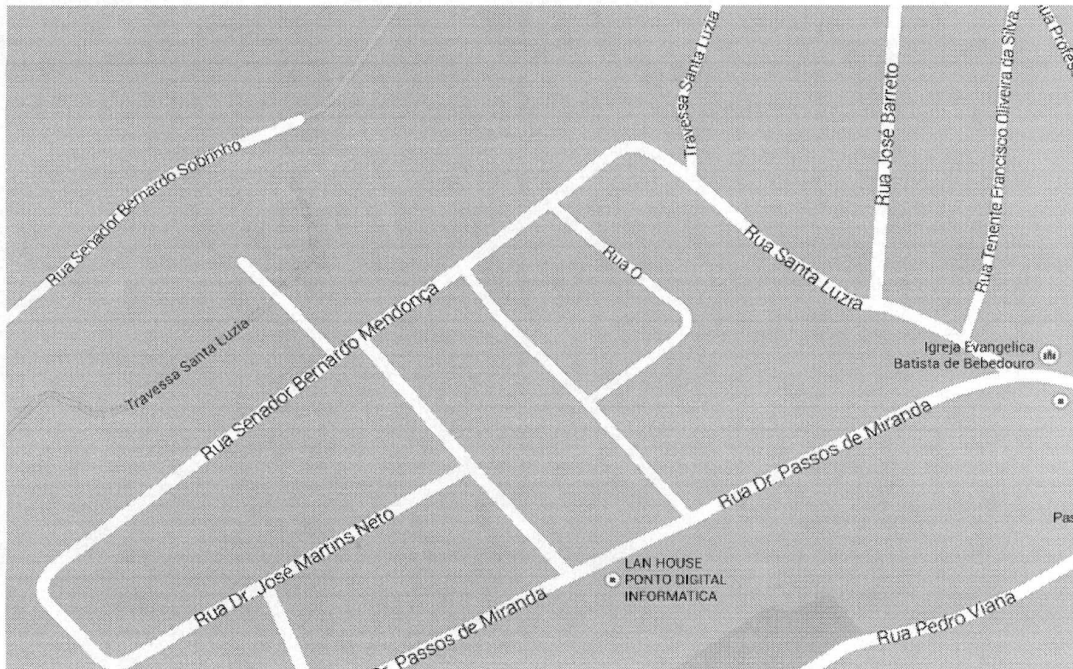 Travessa Santa Luzia
Rua José Barreto
Rua Tenente Francisco Oliveira da Silva
Rua Senador Bernardo Sobrinho
Rua O
Rua Santa Luzia
Rua Senador Bernardo Mendonça
Travessa Santa Luzia
Igreja Evangelica
Batista de Bebedouro
Rua Dr. Passos de Miranda
Rua Dr. José Martins Neto
LAN HOUSE
PONTO DIGITAL
INFORMATICA
Dr. Passos de Miranda
Rua Pedro Viana